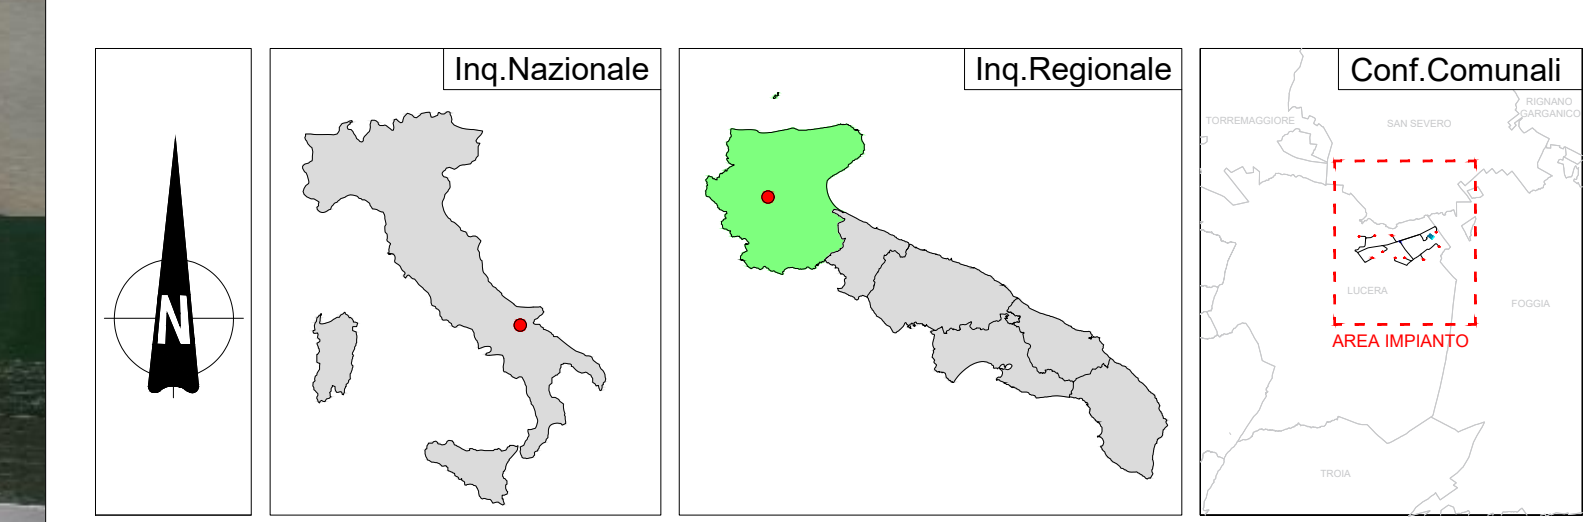 N
Inq.Nazionale
Inq.Regionale
Conf.Comunali
RIGNANO
GARGANICO
TORREMAGGIORE
SAN SEVERO
LUCERA
FOGGIA
AREA IMPIANTO
TROIA